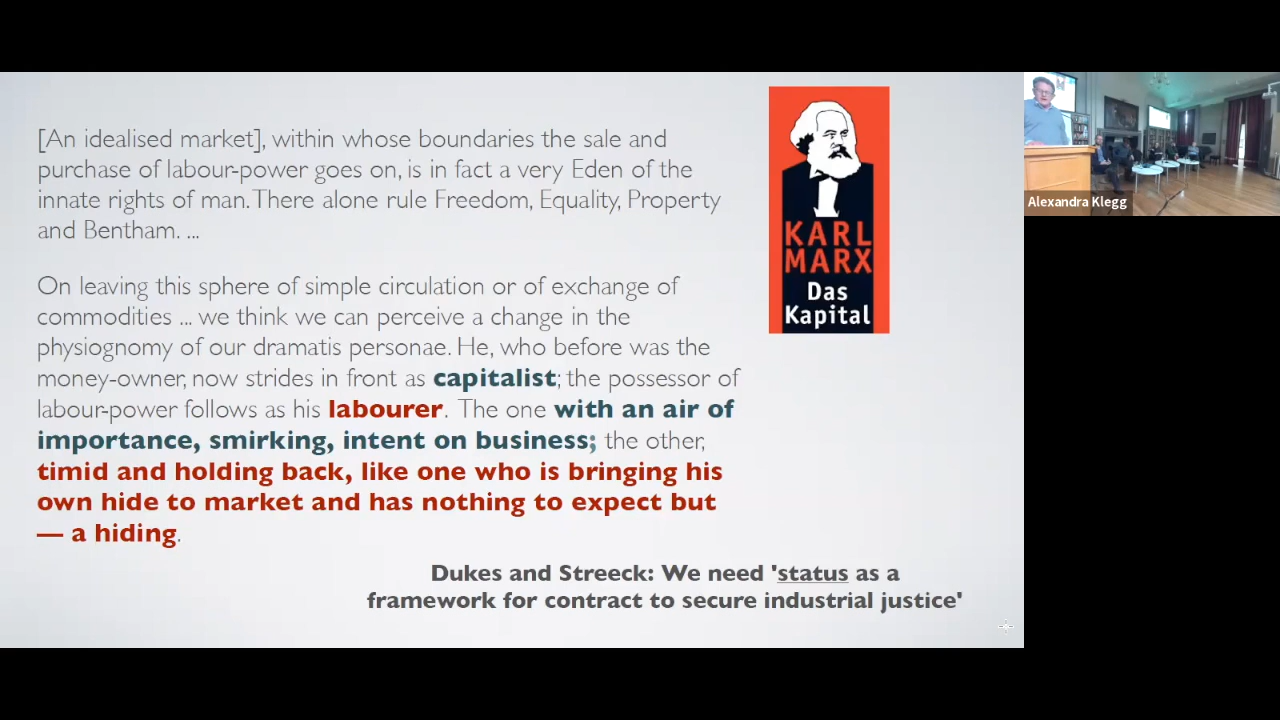 [An idealised market], within whose boundaries the sale and
purchase of labour-power goes on, is in fact a very Eden of the
innate rights of man. There alone rule Freedom, Equality, Property
and Bentham. ...
On leaving this sphere of simple circulation or of exchange of
commodities ... we think we can perceive a change in the
physiognomy of our dramatis personae. He, who before was the
money-owner, now strides in front as capitalist; the possessor of
labour-power follows as his labourer. The one with an air of
importance, smirking, intent on business; the other,
timid and holding back, like one who is bringing his
own hide to market and has nothing to expect but
— a hiding.
Dukes and Streeck: We need 'status as a
framework for contract to secure industrial justice'
KARL
MARX
Das
Kapital
Alexandra Klegg